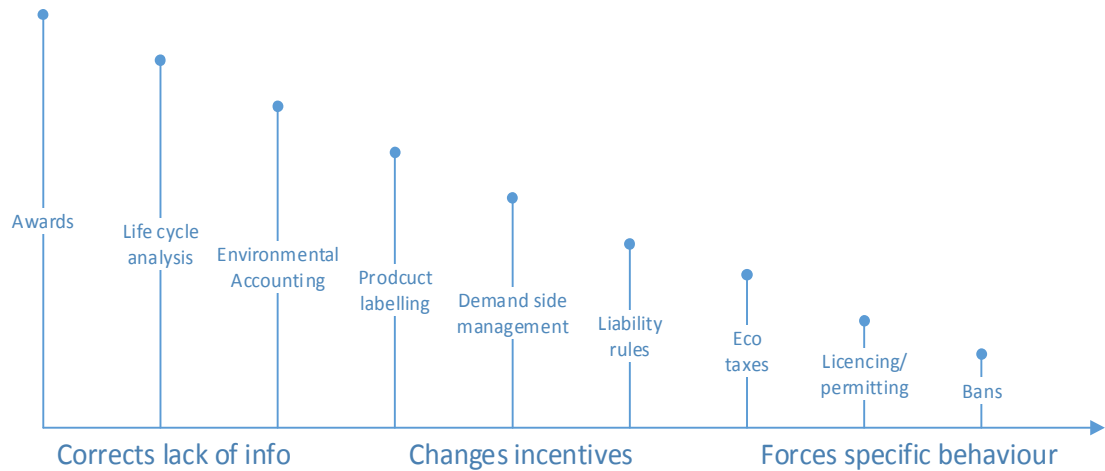 Awards
Life cycle
analysis
Environmental
Accounting
Prodcuct
labelling
Demand side
management
Liability
rules
Eco
taxes
Licencing/
permitting
Bans
Corrects lack of info
Changes incentives
Forces specific behaviour